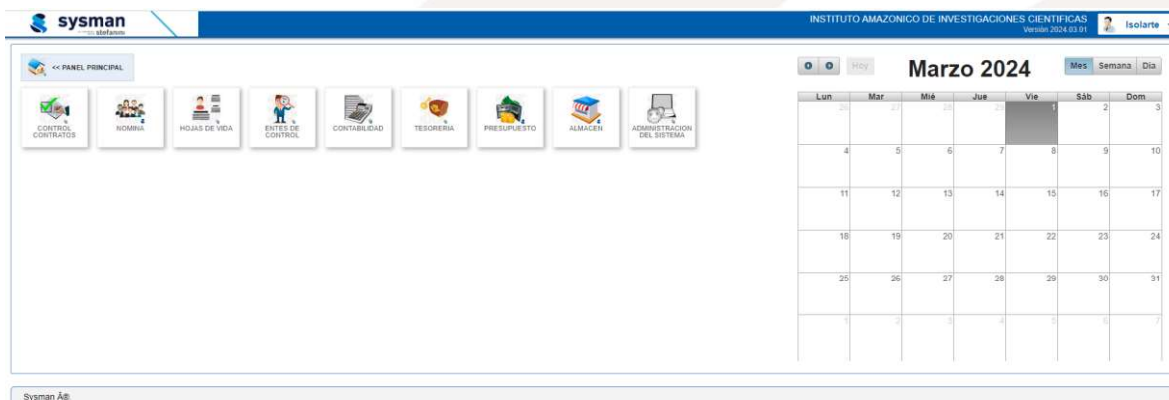 sysman
stefanini
INSTITUTO AMAZONICO DE INVESTIGACIONES CIENTIFICAS
Versión 2024.03.01
lsolarte
<< PANEL PRINCIPAL
CONTROL CONTRATOS
NOMINA
HOJAS DE VIDA
ENTES DE CONTROL
CONTABILIDAD
TESORERIA
PRESUPUESTO
ALMACEN
ADMINISTRACION DEL SISTEMA
Hoy
Marzo 2024
Mes Semana Día
Lun Mar Mié Jue Vie Sáb Dom
26 27 28 29 1 2 3
4 5 6 7 8 9 10
11 12 13 14 15 16 17
18 19 20 21 22 23 24
25 26 27 28 29 30 31
1 2 3 4 5 6 7
Sysman Â®